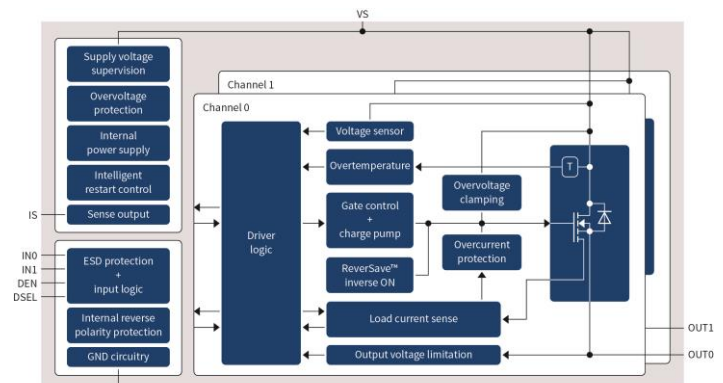 VS
Supply voltage
supervision
Overvoltage
protection
Internal
power supply
Intelligent
restart control
IS
Sense output
IN0
IN1
DEN
DSEL
ESD protection
+
input logic
Internal reverse
polarity protection
GND circuitry
Channel 1
Channel 0
Driver
logic
Voltage sensor
Overtemperature
Gate control
+
charge pump
ReverSave™
inverse ON
Load current sense
Output voltage limitation
Overvoltage
clamping
Overcurrent
protection
T
OUT1
OUT0